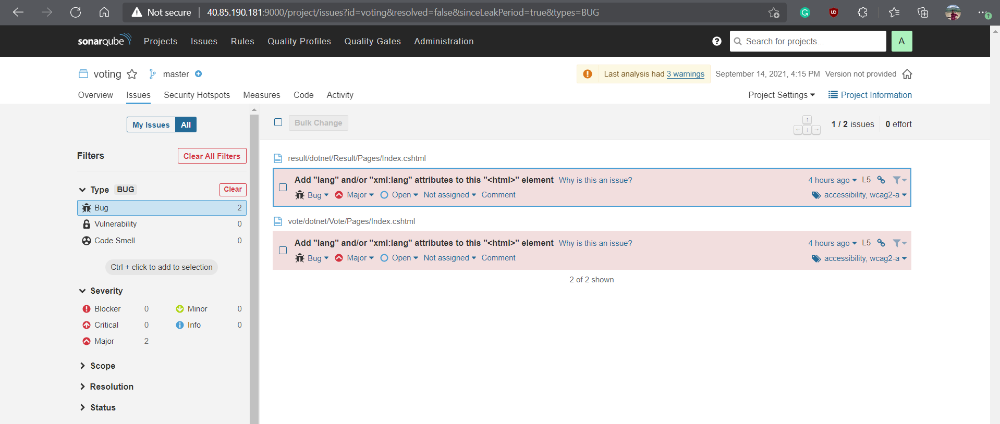 Not secure | 40.85.190.181:9000/project/issues?id=voting&resolved=false&sinceLeakPeriod=true&types=BUG
sonarqube Projects Issues Rules Quality Profiles Quality Gates Administration ? Search for projects... A
voting master Last analysis had 3 warnings September 14, 2021, 4:15 PM Version not provided
Overview Issues Security Hotspots Measures Code Activity Project Settings Project Information
My Issues All
Bulk Change 1 / 2 issues 0 effort
Filters Clear All Filters
Type BUG Clear
Bug 2
Vulnerability 0
Code Smell 0
Ctrl + click to add to selection
Severity
Blocker 0 Minor 0
Critical 0 Info 0
Major 2
Scope
Resolution
Status
result/dotnet/Result/Pages/Index.cshtml
Add "lang" and/or "xml:lang" attributes to this "<html>" element Why is this an issue? 4 hours ago L5
Bug Major Open Not assigned Comment accessibility, wcag2-a
vote/dotnet/Vote/Pages/Index.cshtml
Add "lang" and/or "xml:lang" attributes to this "<html>" element Why is this an issue? 4 hours ago L5
Bug Major Open Not assigned Comment accessibility, wcag2-a
2 of 2 shown